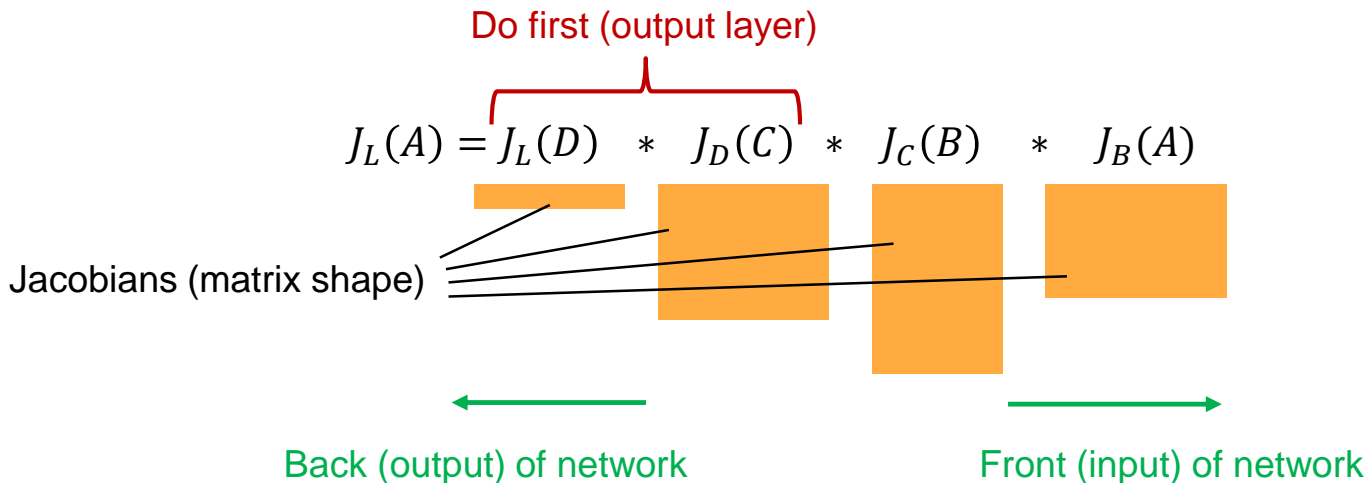 Do first (output layer)
J_L(A) = J_L(D) * J_D(C) * J_C(B) * J_B(A)
Jacobians (matrix shape)
Back (output) of network
Front (input) of network